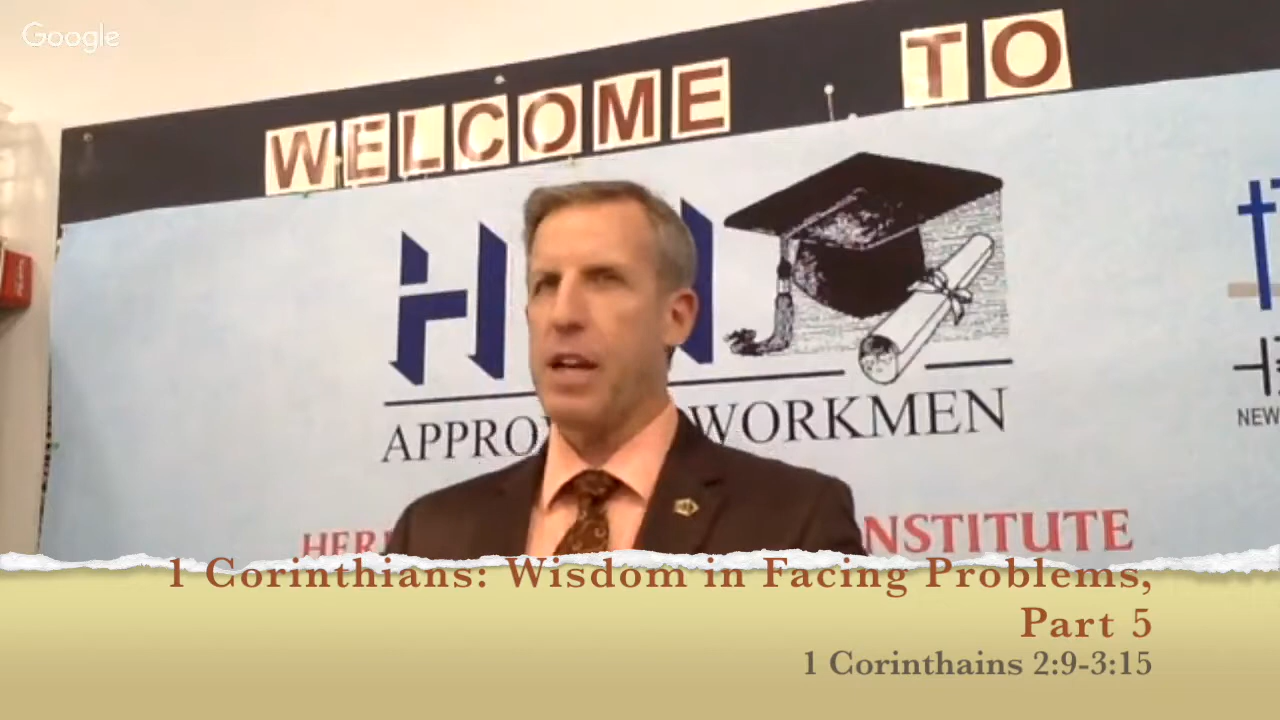 Google
WELCOME TO
APPRO WORKMEN
NEW
NSTITUTE
1 Corinthians: Wisdom in Facing Problems,
Part 5
1 Corinthains 2:9-3:15